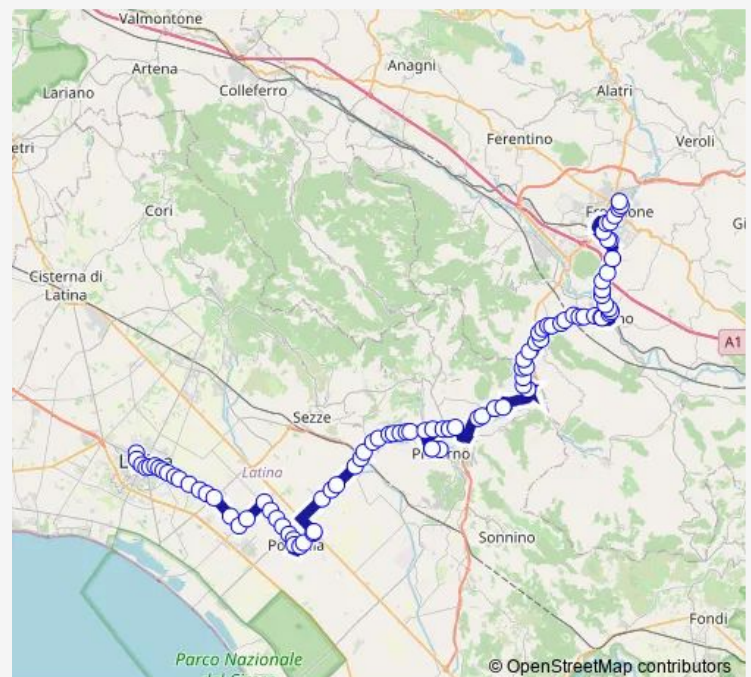 Valmontone
Artena
Anagni
Lariano
Colleferro
Alatri
etri
Ferentino
Veroli
Cori
Gi
Cisterna di
Latina
A1
Sezze
Latina
Sonnino
Fondi
Parco Nazionale
© OpenStreetMap contributors